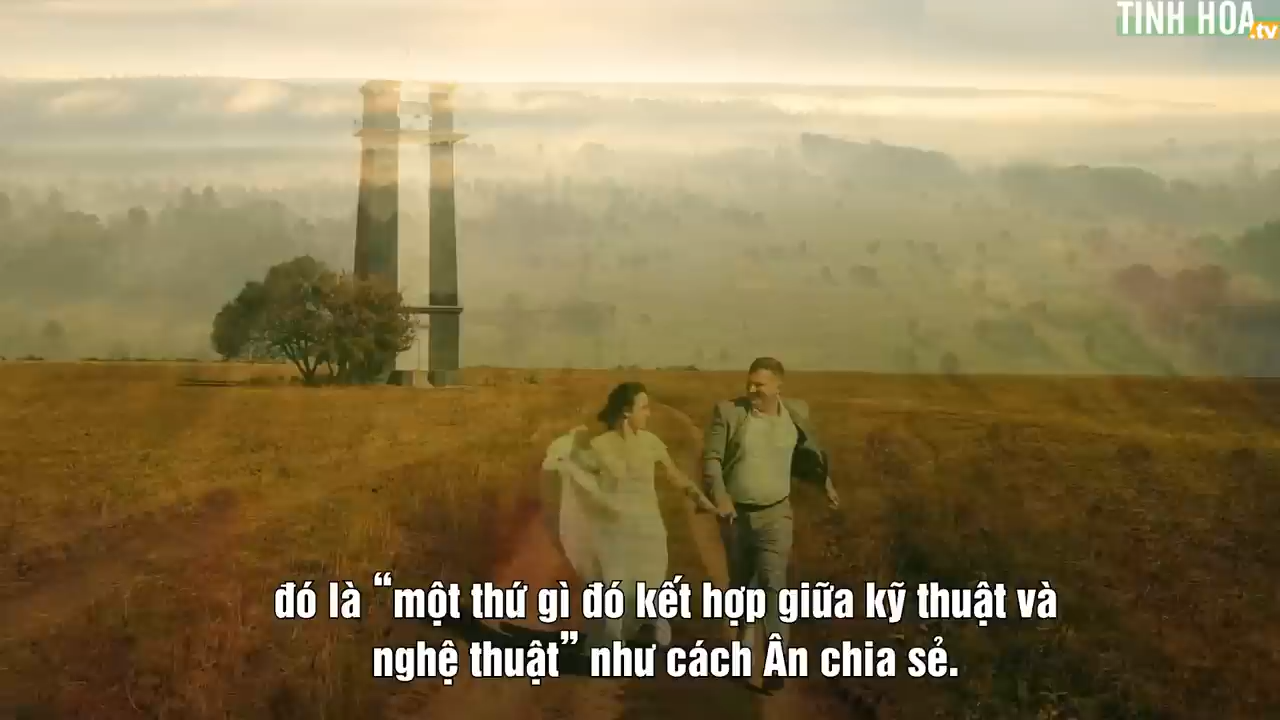 TINH HOA
.tv
đó là “một thứ gì đó kết hợp giữa kỹ thuật và
nghệ thuật” như cách Ân chia sẻ.